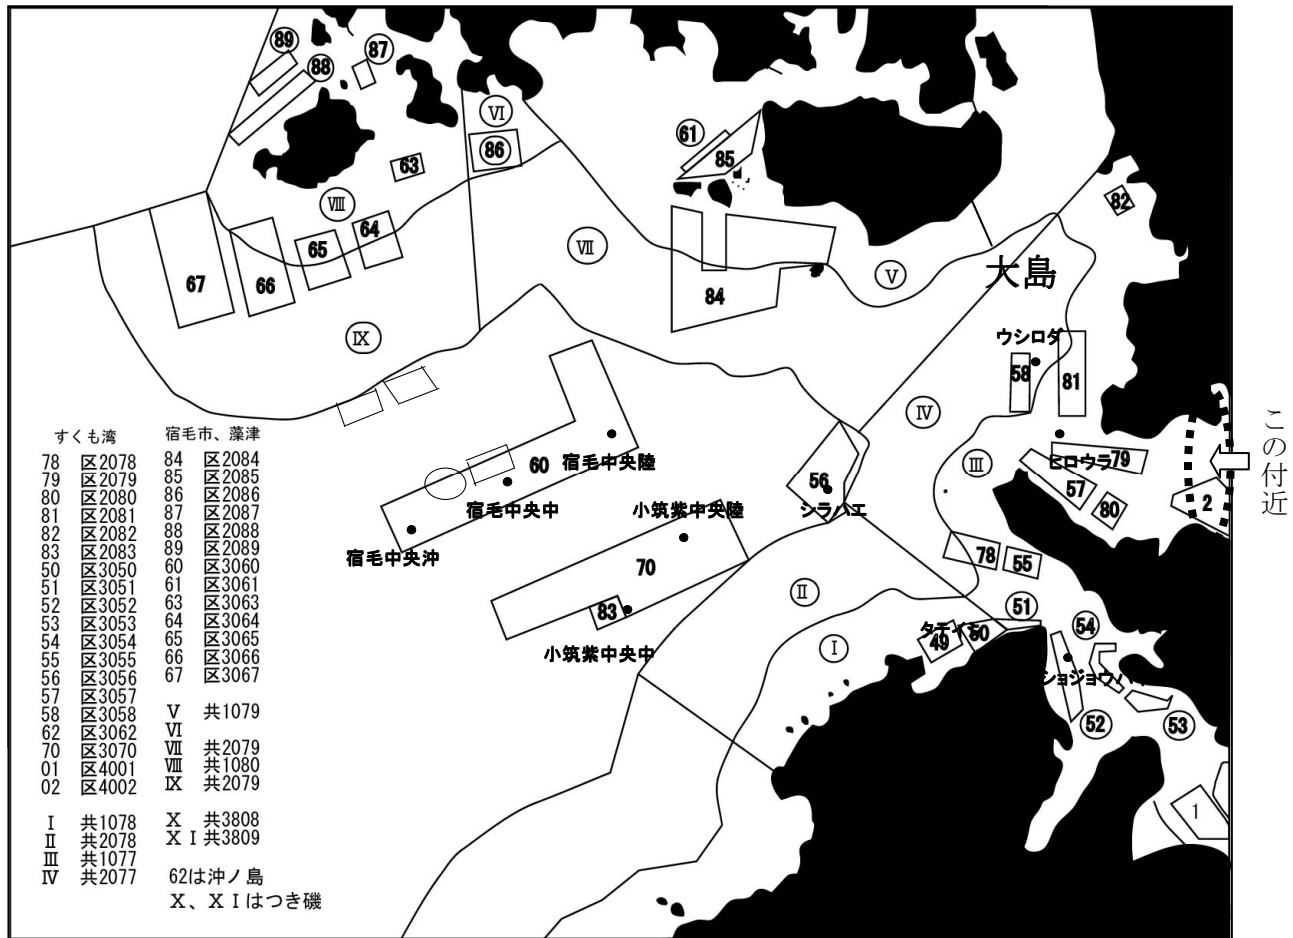 89
87
88
Ⅵ
61
86
85
63
82
Ⅷ
64
65
Ⅶ
67
66
84
Ⅴ
大島
Ⅸ
ウシロダ
58
81
Ⅳ
この付近
すくも湾 宿毛市、藻津
78 区2078 84 区2084
79 区2079 85 区2085
80 区2080 86 区2086
81 区2081 87 区2087
82 区2082 88 区2088
83 区2083 89 区2089
50 区3050 60 区3060
51 区3051 61 区3061
52 区3052 63 区3063
53 区3053 64 区3064
54 区3054 65 区3065
55 区3055 66 区3066
56 区3056 67 区3067
57 区3057
58 区3058 Ⅴ 共1079
62 区3062 Ⅵ
70 区3070 Ⅶ 共2079
01 区4001 Ⅷ 共1080
02 区4002 Ⅸ 共2079
Ⅰ 共1078 Ⅹ 共3808
Ⅱ 共2078 ⅩⅠ共3809
Ⅲ 共1077
Ⅳ 共2077 62は沖ノ島
Ⅹ、ⅩⅠはつき磯
60
宿毛中央陸
宿毛中央中
宿毛中央沖
小筑紫中央陸
70
83
小筑紫中央中
56
シラハエ
Ⅲ
ヒロウラ
79
57
80
2
78
55
Ⅱ
51
54
Ⅰ
49
50
52
53
1